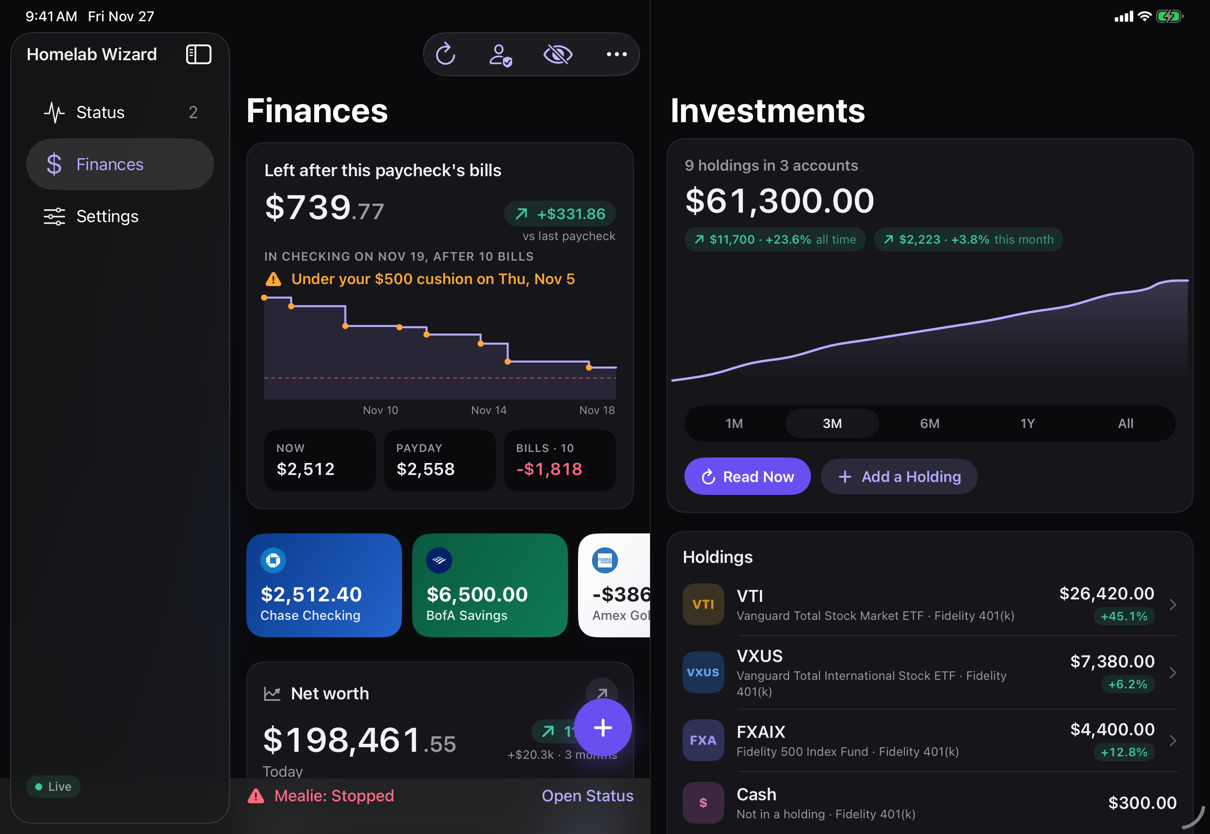 9:41 AM Fri Nov 27
Homelab Wizard
Status 2
Finances
Settings
Live
Finances
Left after this paycheck's bills
$739.77
+$331.86
vs last paycheck
IN CHECKING ON NOV 19, AFTER 10 BILLS
Under your $500 cushion on Thu, Nov 5
Nov 10 Nov 14 Nov 18
NOW
$2,512
PAYDAY
$2,558
BILLS · 10
-$1,818
$2,512.40
Chase Checking
$6,500.00
BofA Savings
-$386
Amex Gol
Net worth
$198,461.55
11
+$20.3k · 3 months
Today
Mealie: Stopped
Open Status
Investments
9 holdings in 3 accounts
$61,300.00
$11,700 · +23.6% all time
$2,223 · +3.8% this month
1M 3M 6M 1Y All
Read Now
Add a Holding
Holdings
VTI
VTI
Vanguard Total Stock Market ETF · Fidelity 401(k)
$26,420.00
+45.1%
VXUS
VXUS
Vanguard Total International Stock ETF · Fidelity
401(k)
$7,380.00
+6.2%
FXA
FXAIX
Fidelity 500 Index Fund · Fidelity 401(k)
$4,400.00
+12.8%
$
Cash
Not in a holding · Fidelity 401(k)
$300.00